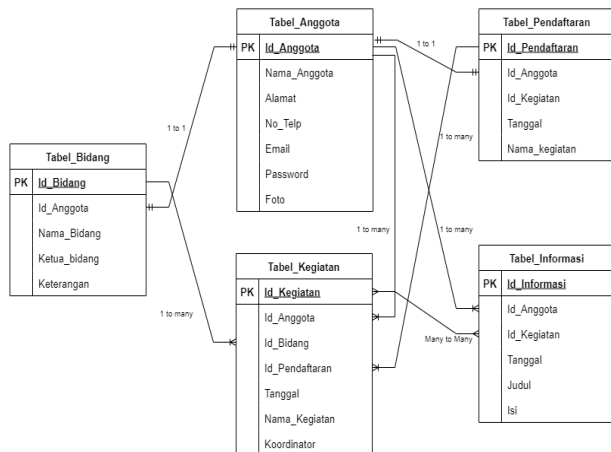 Tabel_Anggota
PK Id_Anggota
Nama_Anggota
Alamat
No_Telp
Email
Password
Foto
Tabel_Pendaftaran
PK Id_Pendaftaran
Id_Anggota
Id_Kegiatan
Tanggal
Nama_kegiatan
1 to 1
1 to 1
1 to many
Tabel_Bidang
PK Id_Bidang
Id_Anggota
Nama_Bidang
Ketua_bidang
Keterangan
1 to many
1 to many
1 to many
Tabel_Kegiatan
PK Id_Kegiatan
Id_Anggota
Id_Bidang
Id_Pendaftaran
Tanggal
Nama_Kegiatan
Koordinator
Many to Many
Tabel_Informasi
PK Id_Informasi
Id_Anggota
Id_Kegiatan
Tanggal
Judul
Isi